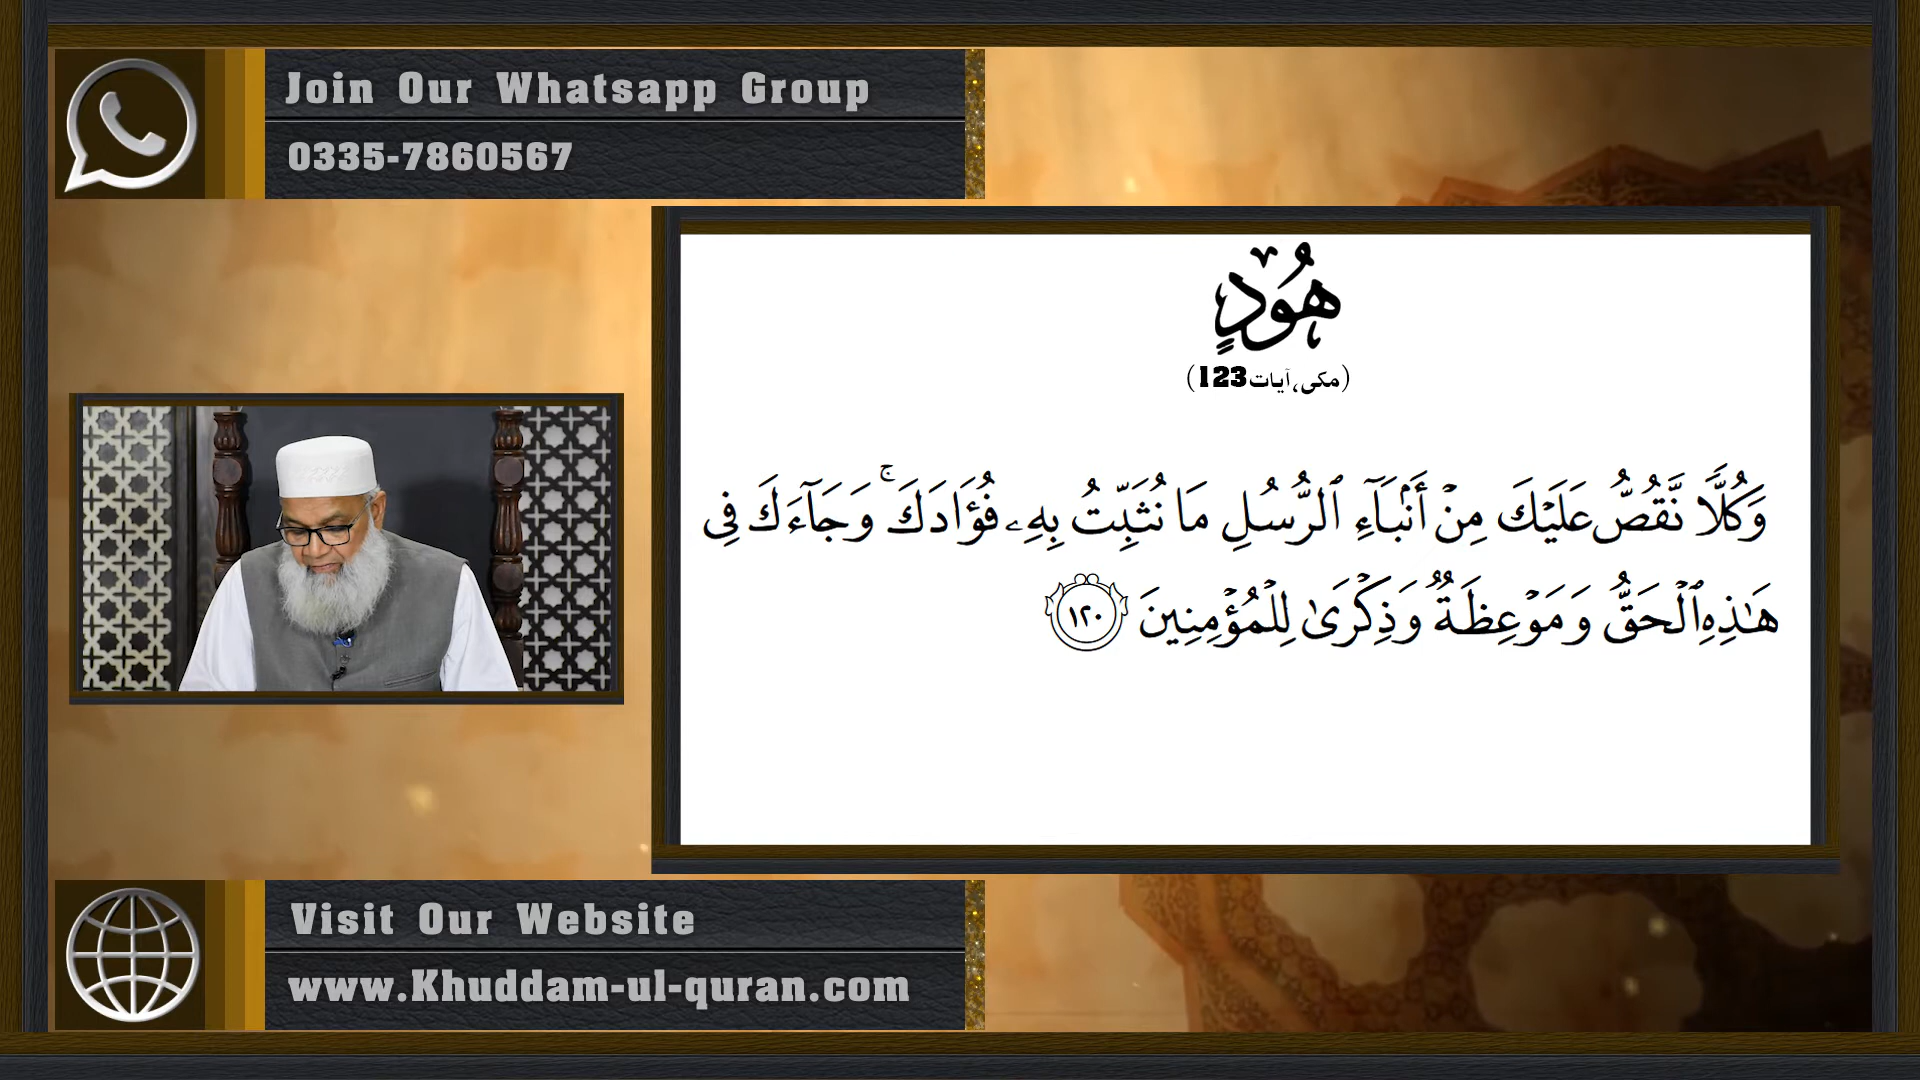 Join Our Whatsapp Group
0335-7860567
هُوۡدٍ
(مکی، آیات 123)
وَكُلًّا نَّقُصُّ عَلَيۡكَ مِنۡ أَنۢبَآءِ ٱلرُّسُلِ مَا نُثَبِّتُ بِهِۦ فُؤَادَكَۚ وَجَآءَكَ فِي
هَٰذِهِ ٱلۡحَقُّ وَمَوۡعِظَةٞ وَذِكۡرَىٰ لِلۡمُؤۡمِنِينَ ١٢٠
Visit Our Website
www.Khuddam-ul-quran.com